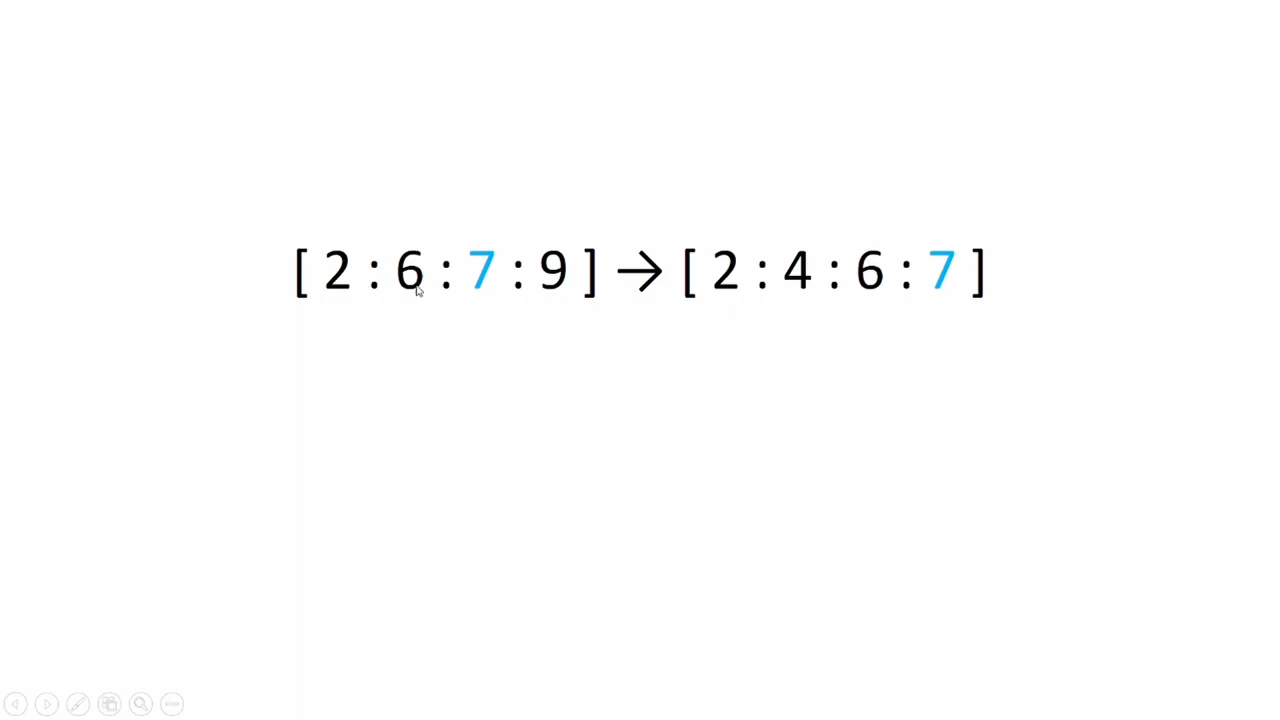 [ 2 : 6 : 7 : 9 ] → [ 2 : 4 : 6 : 7 ]